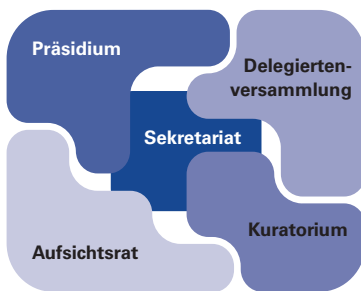 Präsidium
Delegierten-
versammlung
Sekretariat
Kuratorium
Aufsichtsrat